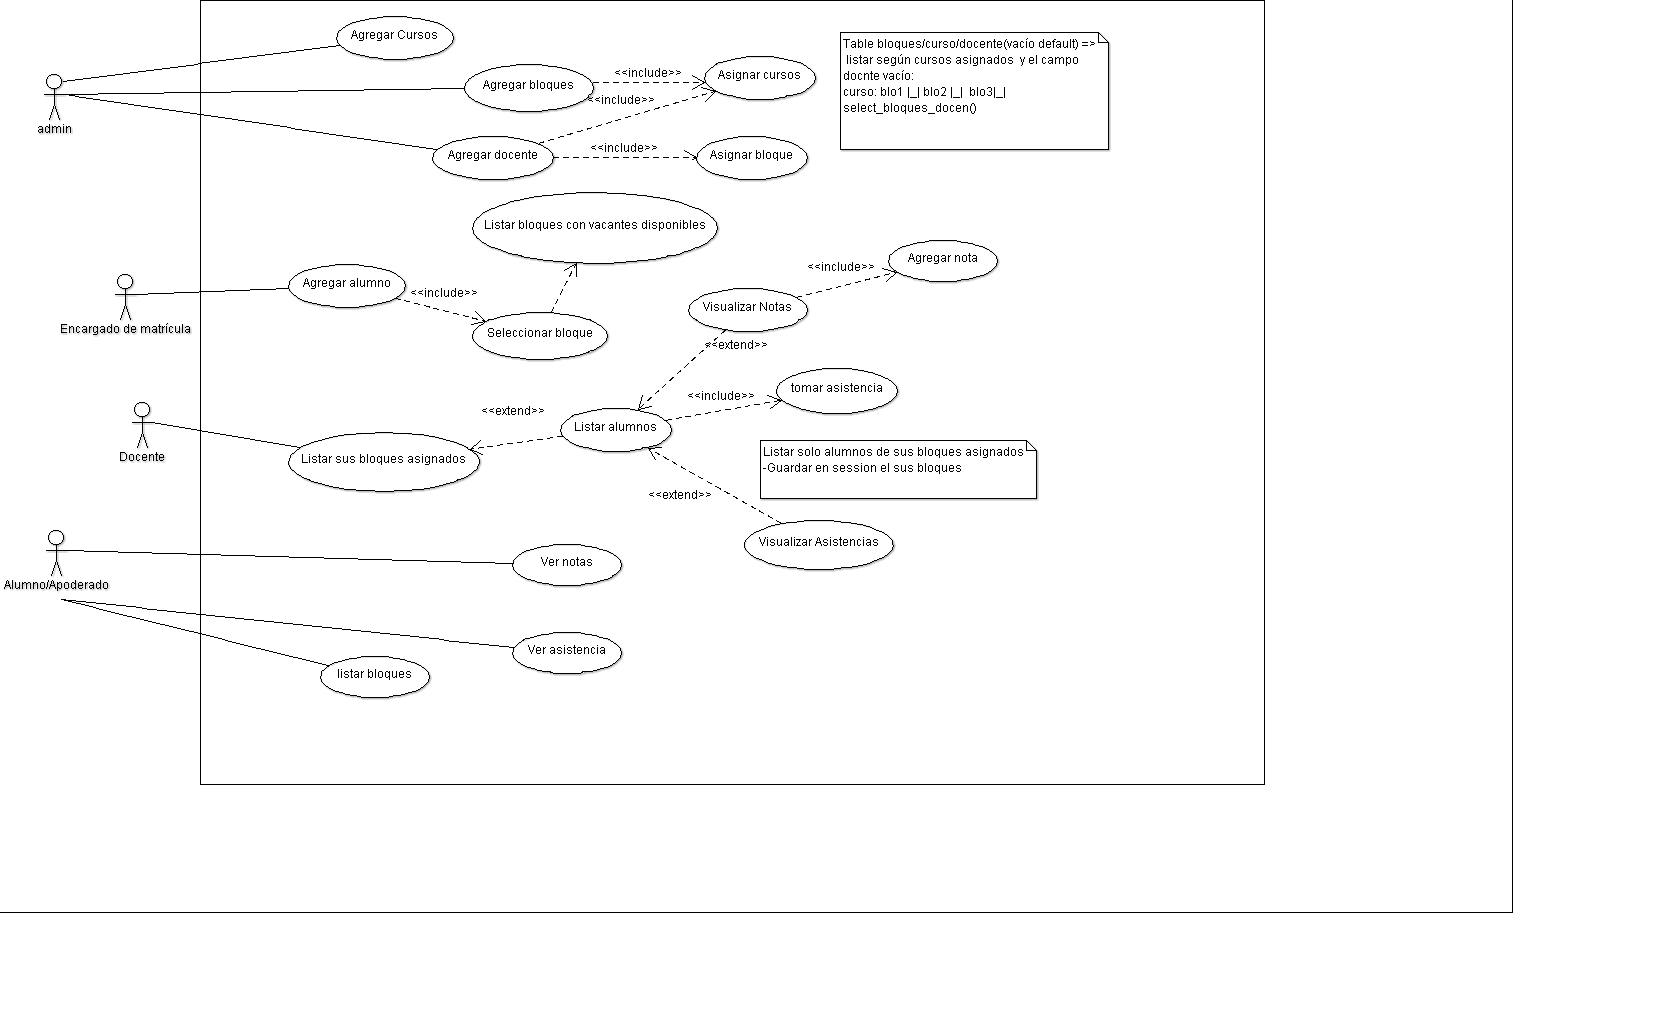 Agregar Cursos
Table bloques/curso/docente(vacío default) =>
listar según cursos asignados y el campo
docnte vacío:
curso: blo1 |_| blo2 |_| blo3|_|
select_bloques_docen()
<<include>>
Asignar cursos
Agregar bloques
<<include>>
admin
<<include>>
Agregar docente
Asignar bloque
Listar bloques con vacantes disponibles
Agregar nota
<<include>>
Agregar alumno
<<include>>
Visualizar Notas
Encargado de matrícula
Seleccionar bloque
<<extend>>
tomar asistencia
<<include>>
<<extend>>
Listar alumnos
Docente
Listar sus bloques asignados
Listar solo alumnos de sus bloques asignados
-Guardar en session el sus bloques
<<extend>>
Visualizar Asistencias
Ver notas
Alumno/Apoderado
Ver asistencia
listar bloques